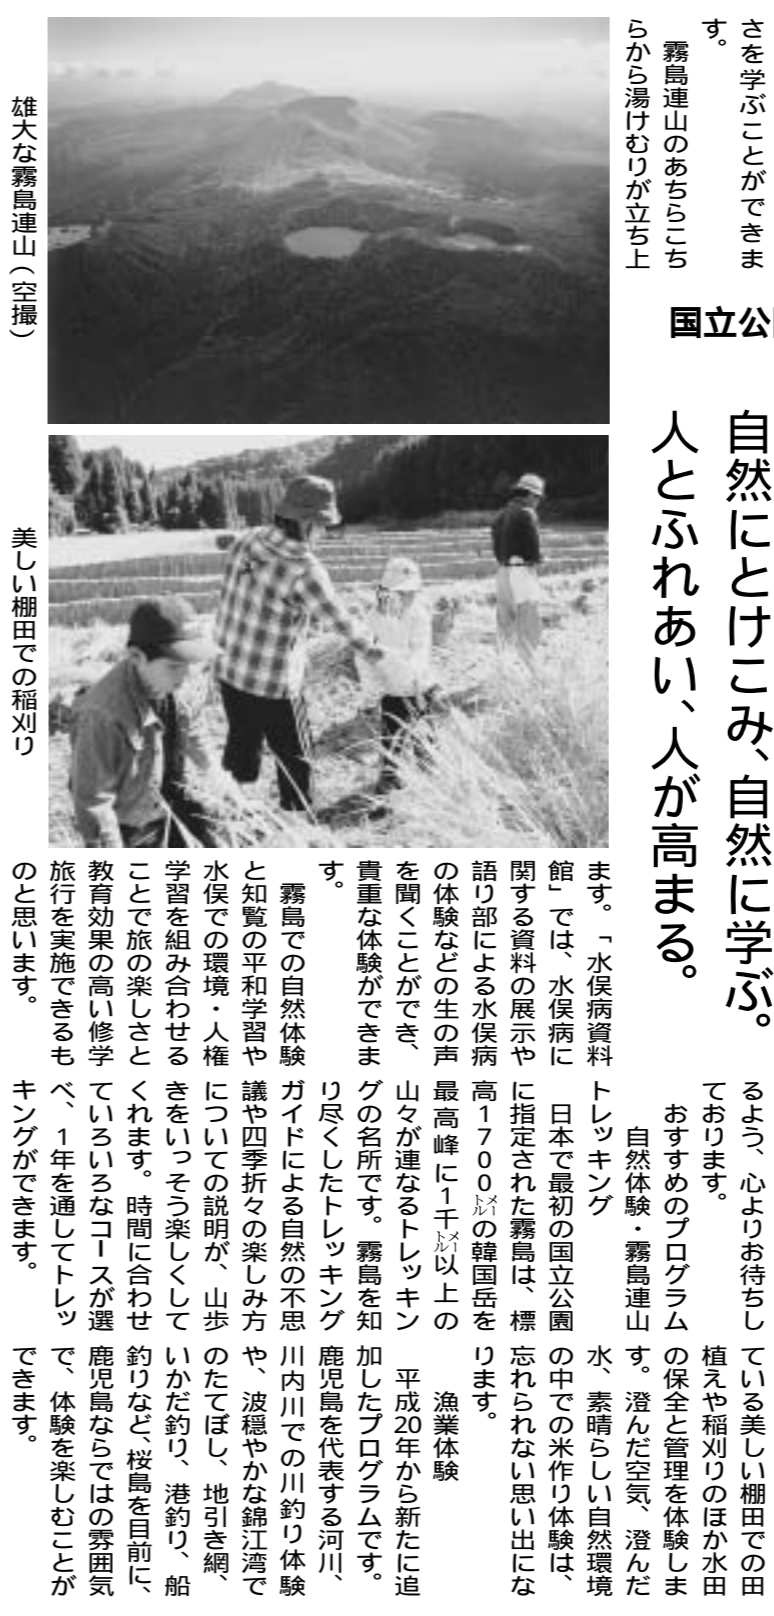 さを学ぶことができま
す。
　霧島連山のあちらこち
らから湯けむりが立ち上
国立公
自然にとけこみ、自然に学ぶ。
人とふれあい、人が高まる。
雄大な霧島連山(空撮)
美しい棚田での稲刈り
ます。「水俣病資料
館」では、水俣病に
関する資料の展示や
語り部による水俣病
の体験などの生の声
を聞くことができ、
貴重な体験ができま
す。
　霧島での自然体験
と知覧の平和学習や
水俣での環境・人権
学習を組み合わせる
ことで旅の楽しさと
教育効果の高い修学
旅行を実施できるも
のと思います。
るよう、心よりお待ちし
ております。
　おすすめのプログラム
　　自然体験・霧島連山
トレッキング
　日本で最初の国立公園
に指定された霧島は、標
高1700メートルの韓国岳を
最高峰に1千メートル以上の
山々が連なるトレッキン
グの名所です。霧島を知
り尽くしたトレッキング
ガイドによる自然の不思
議や四季折々の楽しみ方
についての説明が、山歩
きをいっそう楽しくして
くれます。時間に合わせ
ていろいろなコースが選
べ、1年を通してトレッ
キングができます。
ている美しい棚田での田
植えや稲刈りのほか水田
の保全と管理を体験しま
す。澄んだ空気、澄んだ
水、素晴らしい自然環境
の中での米作り体験は、
忘れられない思い出にな
ります。
　　漁業体験
　平成20年から新たに追
加したプログラムです。
鹿児島を代表する河川、
川内川での川釣り体験
や、波穏やかな錦江湾で
のたてぼし、地引き網、
いかだ釣り、港釣り、船
釣りなど、桜島を目前に、
鹿児島ならではの雰囲気
で、体験を楽しむことが
できます。